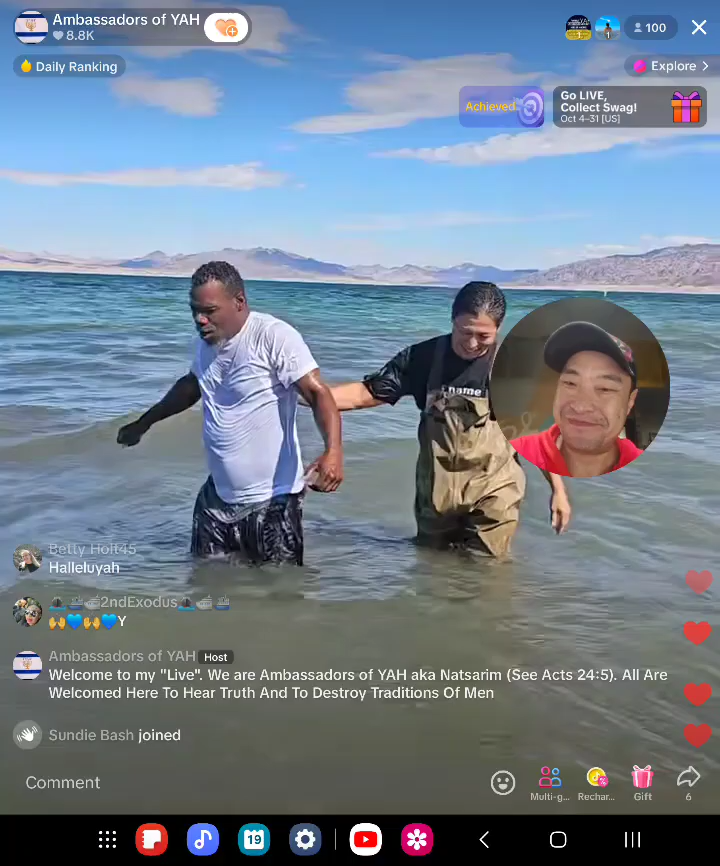 Ambassadors of YAH
8.8K
1
1
100
Daily Ranking
Explore
Achieved
Go LIVE,
Collect Swag!
Oct 4–31 [US]
name
Betty Holt45
Halleluyah
2ndExodus
🙌💙🙌💙Y
Ambassadors of YAH Host
Welcome to my "Live". We are Ambassadors of YAH aka Natsarim (See Acts 24:5). All Are
Welcomed Here To Hear Truth And To Destroy Traditions Of Men
Sundie Bash joined
Comment
Multi-g...
Rechar...
Gift
6
19